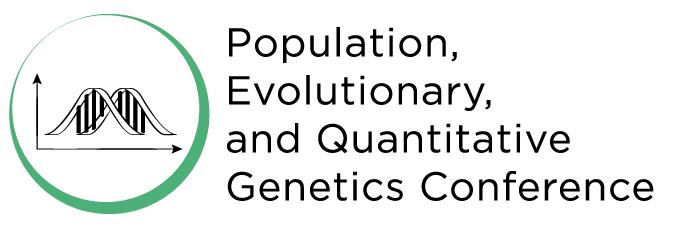 Population,
Evolutionary,
and Quantitative
Genetics Conference